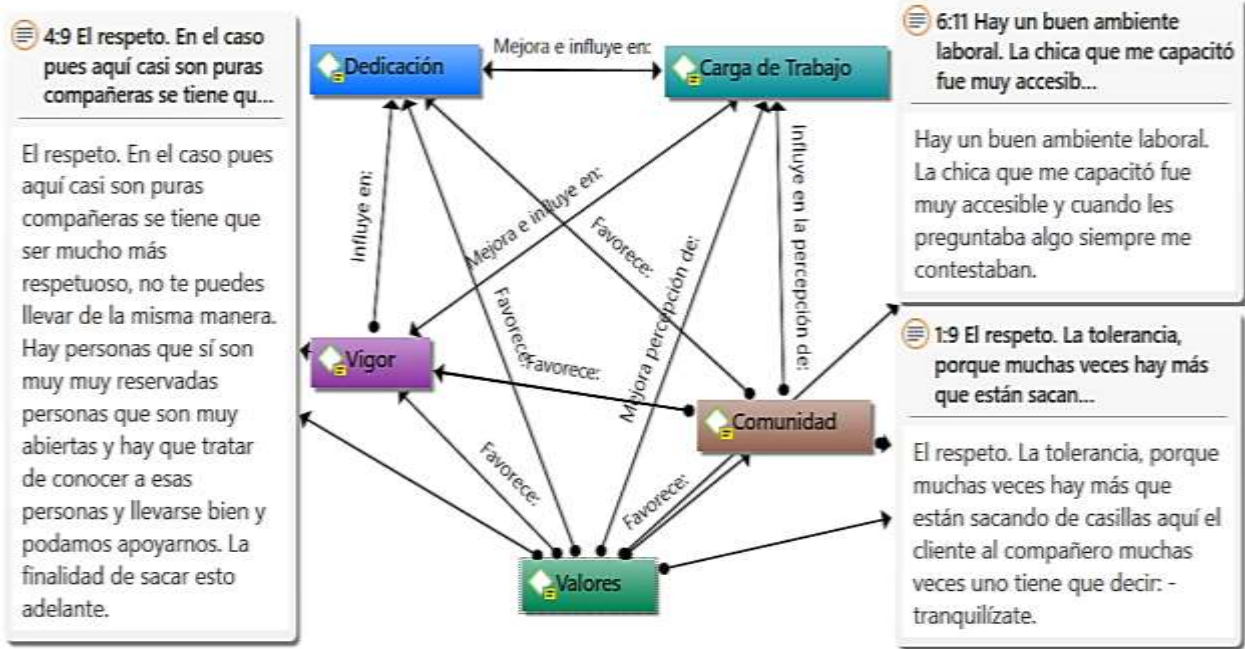 4:9 El respeto. En el caso
pues aquí casi son puras
compañeras se tiene qu...
El respeto. En el caso pues
aquí casi son puras
compañeras se tiene que
ser mucho más
respetuoso, no te puedes
llevar de la misma manera.
Hay personas que sí son
muy muy reservadas
personas que son muy
abiertas y hay que tratar
de conocer a esas
personas y llevarse bien y
podamos apoyarnos. La
finalidad de sacar esto
adelante.
Dedicación
Mejora e influye en:
Carga de Trabajo
Influye en:
Mejora e influye en:
Favorece:
Influye en la percepción de:
Favorece:
Mejora percepción de:
Vigor
Favorece:
Comunidad
Favorece:
Favorece:
Valores
6:11 Hay un buen ambiente
laboral. La chica que me capacitó
fue muy accesib...
Hay un buen ambiente laboral.
La chica que me capacitó fue
muy accesible y cuando les
preguntaba algo siempre me
contestaban.
1:9 El respeto. La tolerancia,
porque muchas veces hay más
que están sacan...
El respeto. La tolerancia, porque
muchas veces hay más que
están sacando de casillas aquí el
cliente al compañero muchas
veces uno tiene que decir: -
tranquilízate.